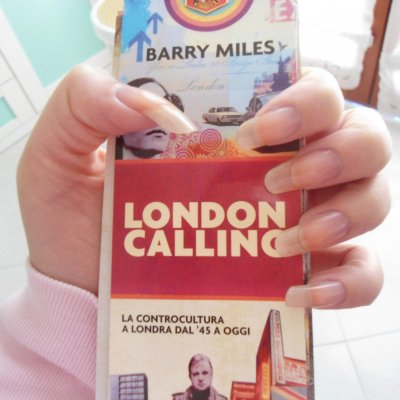 BARRY MILES
London
LONDON
CALLING
LA CONTROCULTURA
A LONDRA DAL '45 A OGGI